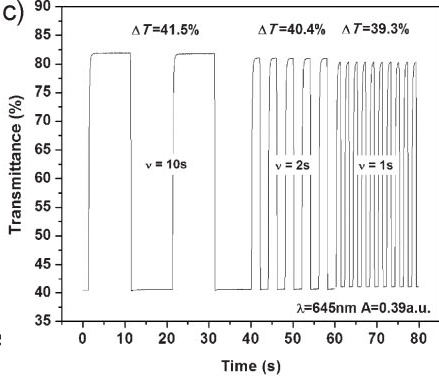 c)
ΔT=41.5% ΔT=40.4% ΔT=39.3%
90
85
80
75
70
65
60
55
50
45
40
35
Transmittance (%)
ν = 10s ν = 2s ν = 1s
λ=645nm A=0.39a.u.
0 10 20 30 40 50 60 70 80
Time (s)